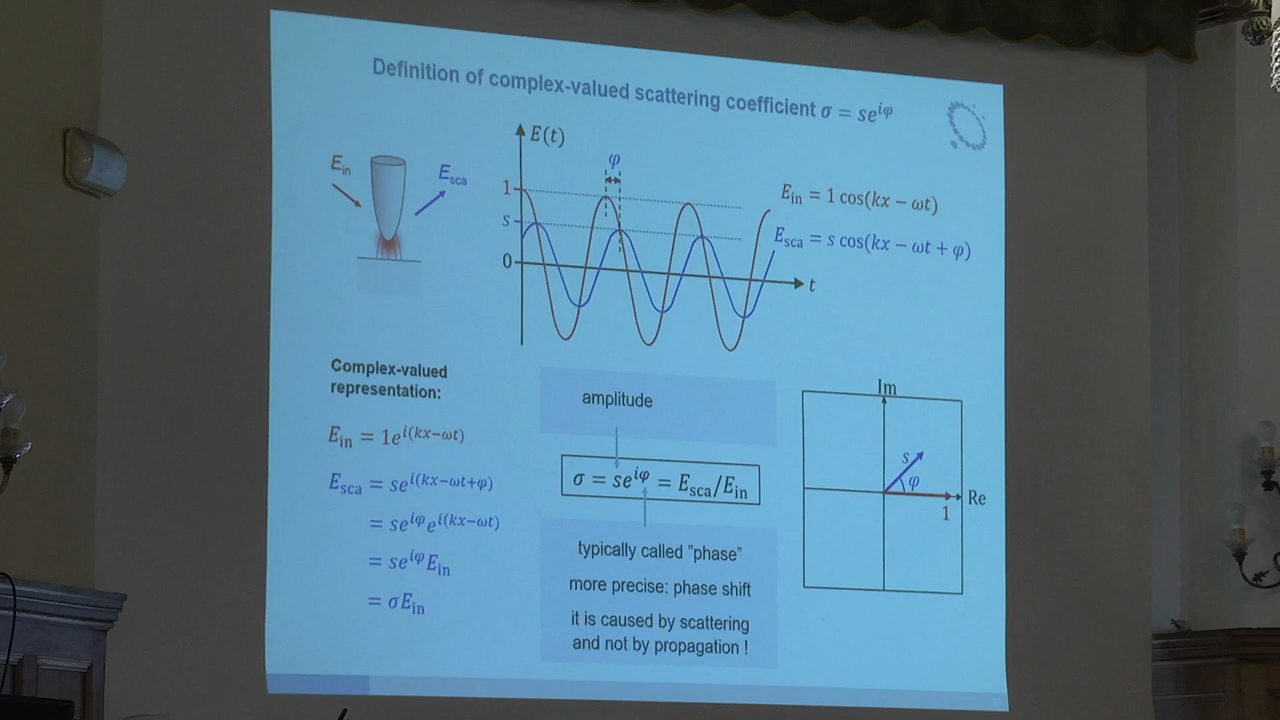 Definition of complex-valued scattering coefficient σ = se^{iφ}
E_in
E_sca
E(t)
φ
1
s
0
t
E_in = 1 cos(kx − ωt)
E_sca = s cos(kx − ωt + φ)
Complex-valued
representation:
E_in = 1e^{i(kx−ωt)}
E_sca = se^{i(kx−ωt+φ)}
= se^{iφ}e^{i(kx−ωt)}
= se^{iφ}E_in
= σE_in
amplitude
σ = se^{iφ} = E_sca/E_in
typically called "phase"
more precise: phase shift
it is caused by scattering
and not by propagation !
Im
s
φ
Re
1